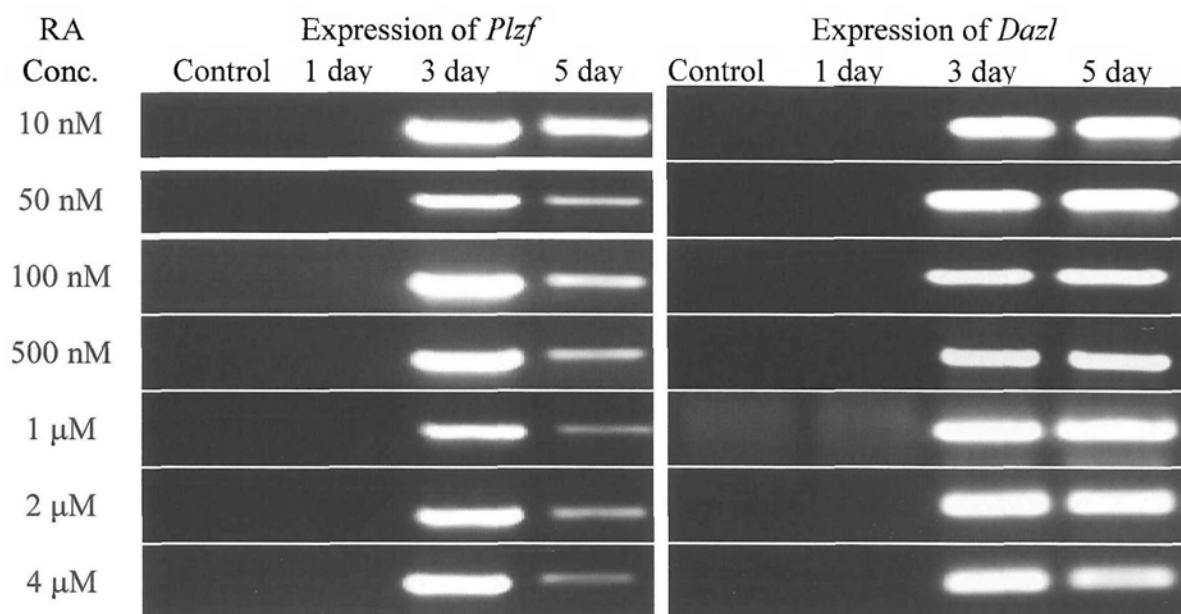 RA Expression of Plzf Expression of Dazl
Conc. Control 1 day 3 day 5 day Control 1 day 3 day 5 day
10 nM
50 nM
100 nM
500 nM
1 μM
2 μM
4 μM